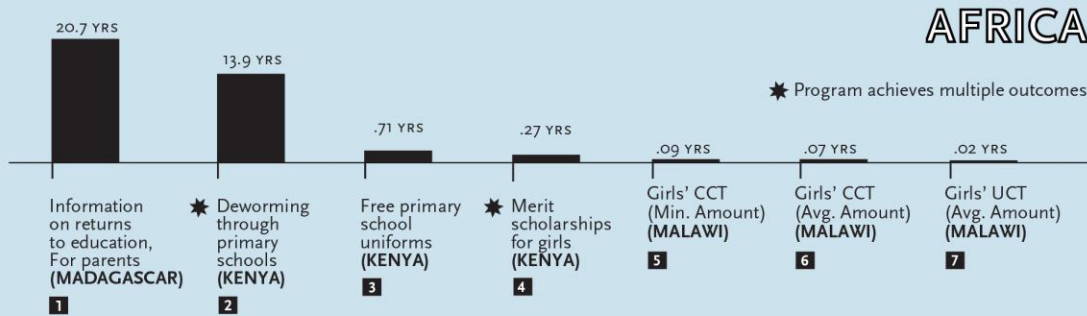 AFRICA
✷ Program achieves multiple outcomes
20.7 YRS
13.9 YRS
.71 YRS
.27 YRS
.09 YRS
.07 YRS
.02 YRS
Information
on returns
to education,
For parents
(MADAGASCAR)
1
✷ Deworming
through
primary
schools
(KENYA)
2
Free primary
school
uniforms
(KENYA)
3
✷ Merit
scholarships
for girls
(KENYA)
4
Girls' CCT
(Min. Amount)
(MALAWI)
5
Girls' CCT
(Avg. Amount)
(MALAWI)
6
Girls' UCT
(Avg. Amount)
(MALAWI)
7